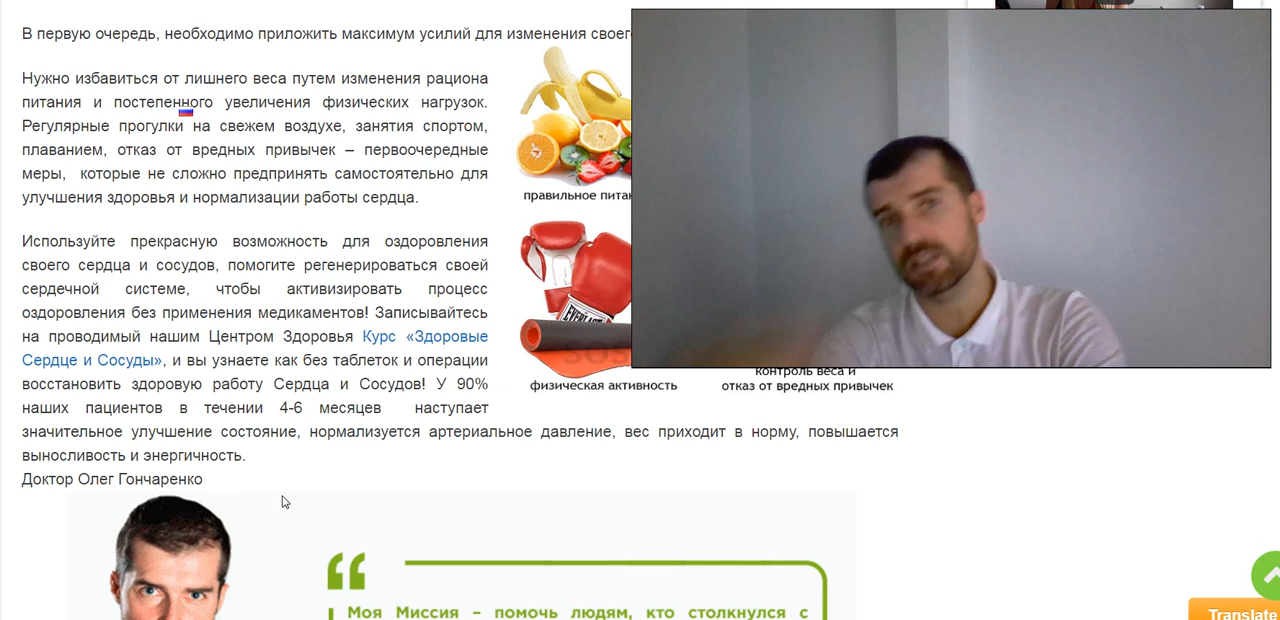 В первую очередь, необходимо приложить максимум усилий для изменения
Нужно избавиться от лишнего веса путем изменения рациона
питания и постепенного увеличения физических нагрузок.
Регулярные прогулки на свежем воздухе, занятия спортом,
плаванием, отказ от вредных привычек – первоочередные
меры, которые не сложно предпринять самостоятельно для
улучшения здоровья и нормализации работы сердца.
правильное
Используйте прекрасную возможность для оздоровления
своего сердца и сосудов, помогите регенерироваться своей
сердечной системе, чтобы активизировать процесс
оздоровления без применения медикаментов! Записывайтесь
на проводимый нашим Центром Здоровья Курс «Здоровые
Сердце и Сосуды», и вы узнаете как без таблеток и операции
восстановить здоровую работу Сердца и Сосудов! У 90%
наших пациентов в течении 4-6 месяцев наступает
EVERLAST
физическая активность
контроль веса и
отказ от вредных привычек
значительное улучшение состояние, нормализуется артериальное давление, вес приходит в норму, повышается
выносливость и энергичность.
Доктор Олег Гончаренко
“
Моя Миссия – помочь людям, кто столкнулся с
Translate